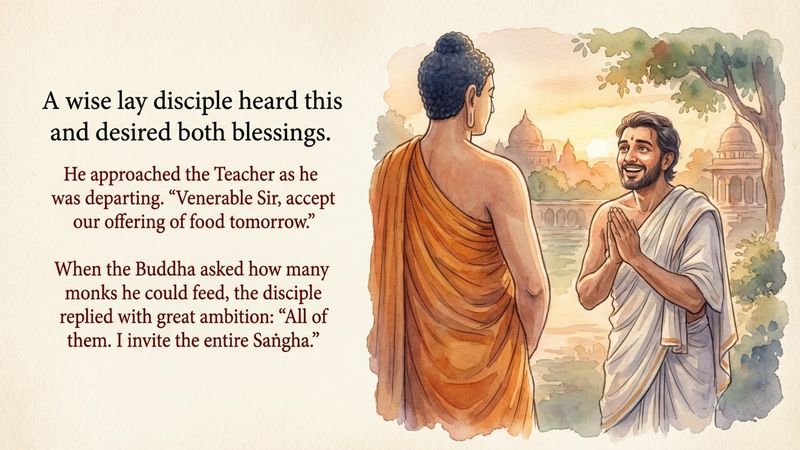 A wise lay disciple heard this
and desired both blessings.
He approached the Teacher as he
was departing. “Venerable Sir, accept
our offering of food tomorrow.”
When the Buddha asked how many
monks he could feed, the disciple
replied with great ambition: “All of
them. I invite the entire Saṅgha.”